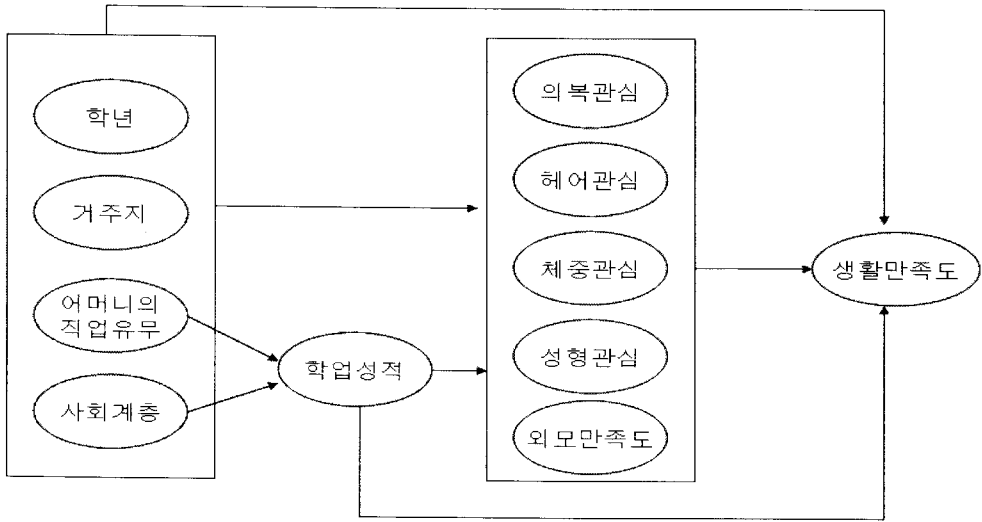 학년
거주지
어머니의
직업유무
사회계층
학업성적
의복관심
헤어관심
체중관심
성형관심
외모만족도
생활만족도